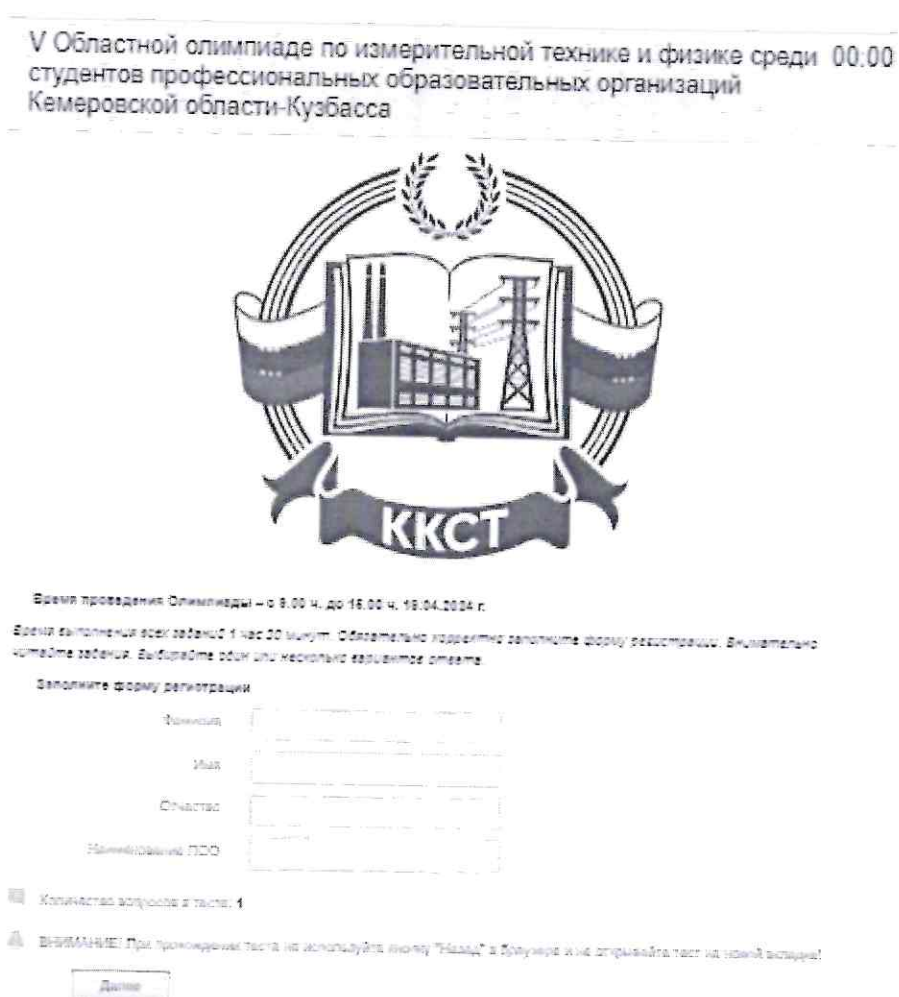 V Областной олимпиаде по измерительной технике и физике среди 00:00
студентов профессиональных образовательных организаций
Кемеровской области-Кузбасса
ККСТ
Время проведения Олимпиады – с 9.00 ч. до 16.00 ч. 18.04.2024 г.
Время выполнения всех заданий 1 час 30 минут. Обязательно корректно заполните форму регистрации. Внимательно
читайте задания. Выбирайте один или несколько вариантов ответа.
Заполните форму регистрации
Фамилия
Имя
Отчество
Наименование ПОО
Количество вопросов в тесте: 1
ВНИМАНИЕ! При прохождении теста не используйте кнопку "Назад" в браузере и не открывайте тест на новой вкладке!
Далее